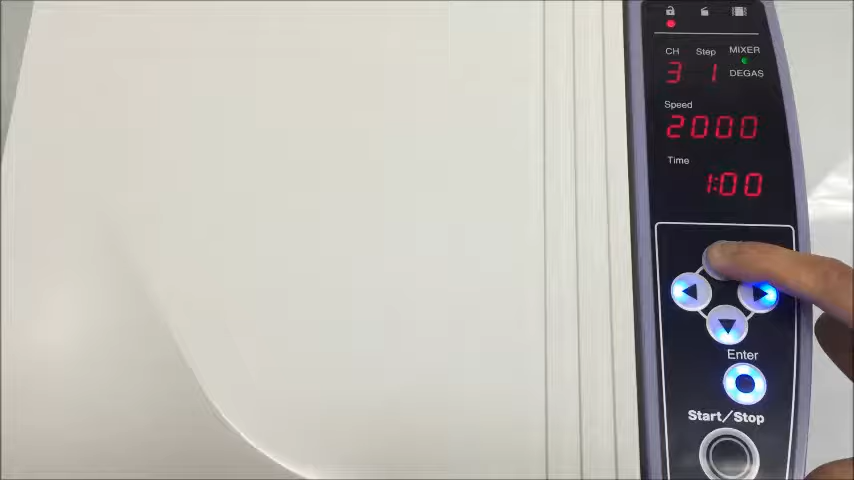 CH Step MIXER
3 1 DEGAS
Speed
2000
Time
1:00
Enter
Start/Stop